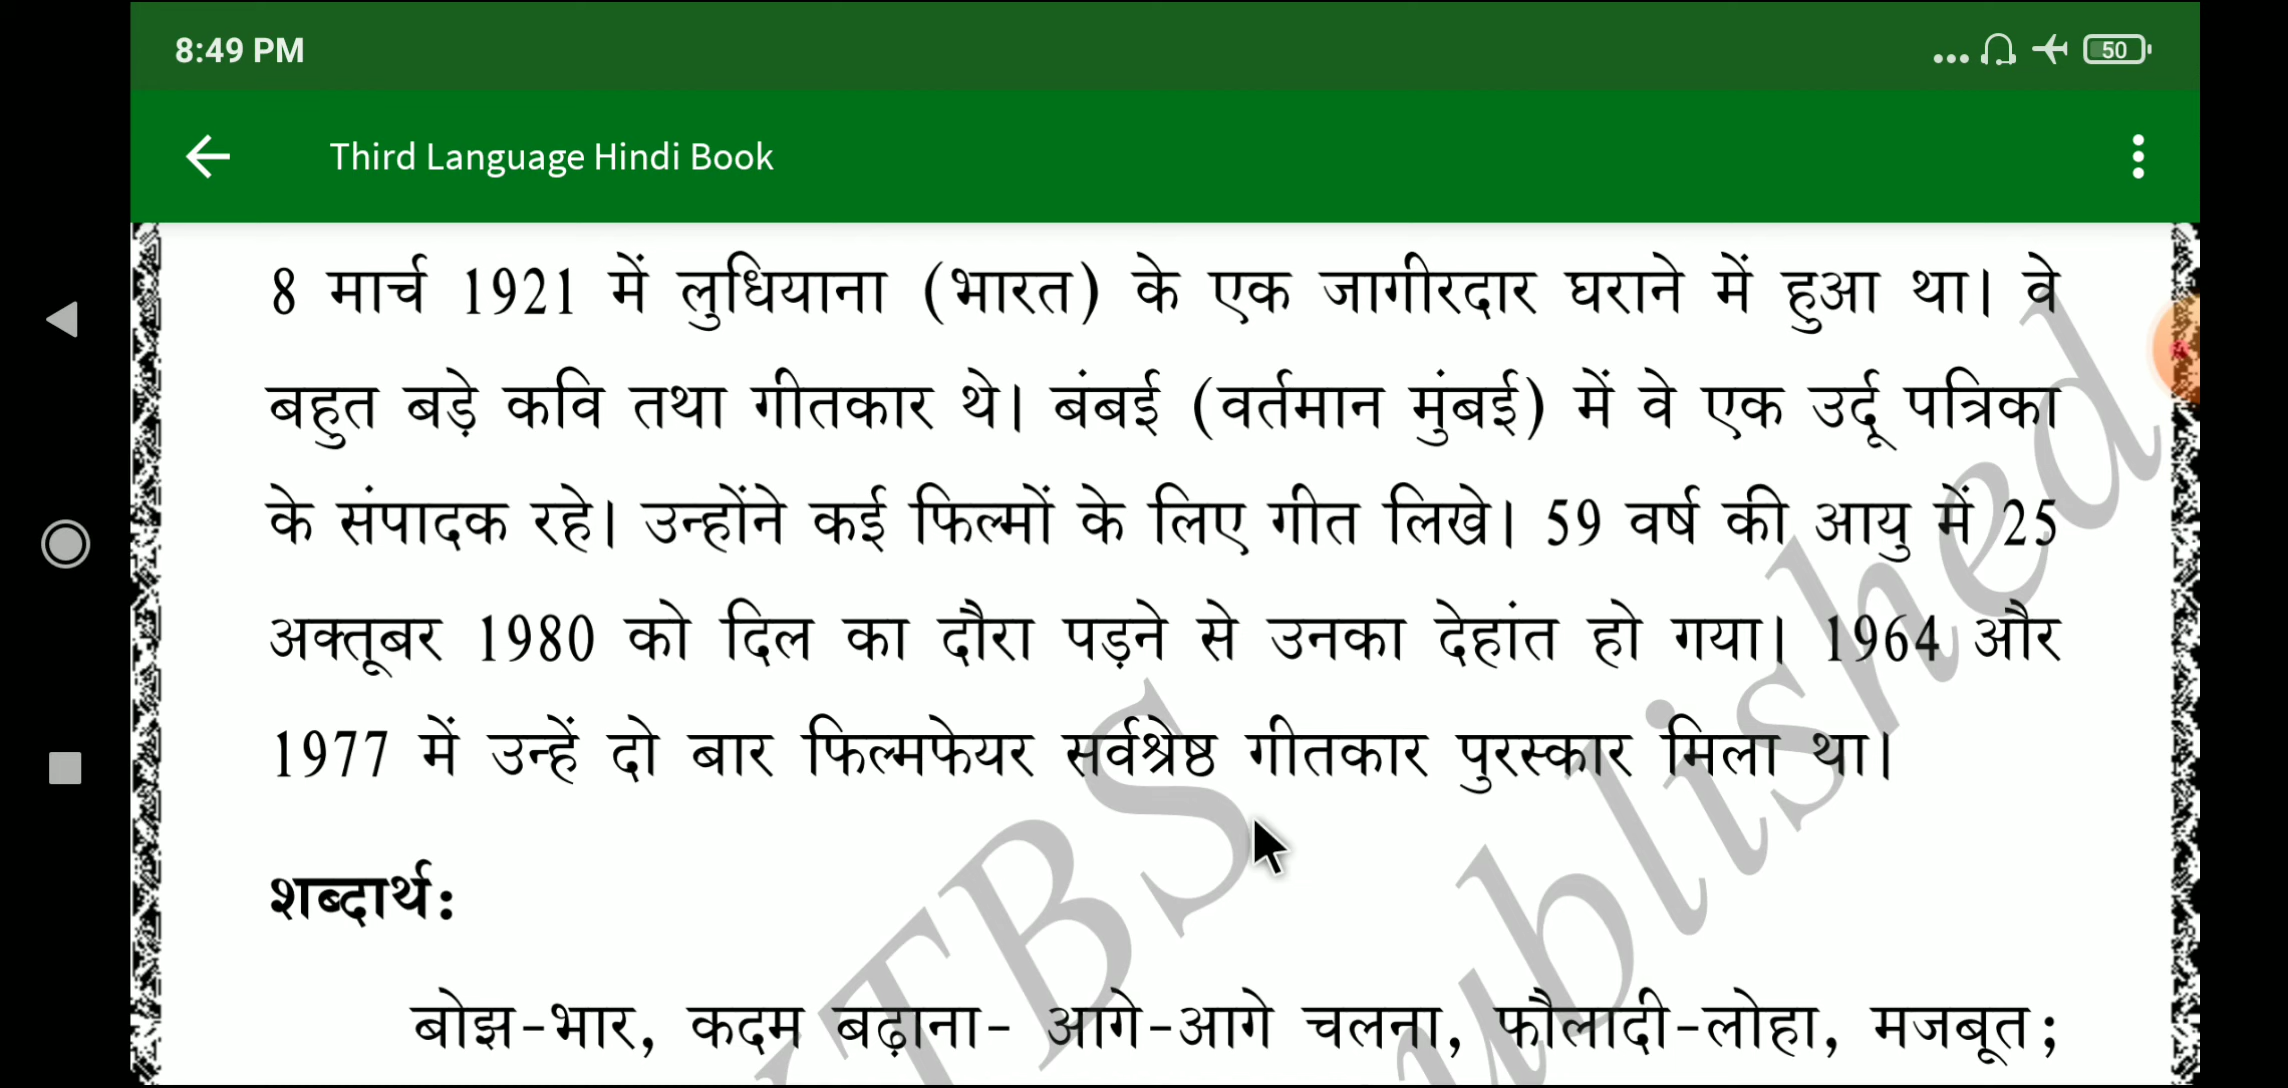 8:49 PM
50
Third Language Hindi Book
8 मार्च 1921 में लुधियाना (भारत) के एक जागीरदार घराने में हुआ था। वे
बहुत बड़े कवि तथा गीतकार थे। बंबई (वर्तमान मुंबई) में वे एक उर्दू पत्रिका
के संपादक रहे। उन्होंने कई फिल्मों के लिए गीत लिखे। 59 वर्ष की आयु में 25
अक्तूबर 1980 को दिल का दौरा पड़ने से उनका देहांत हो गया। 1964 और
1977 में उन्हें दो बार फिल्मफेयर सर्वश्रेष्ठ गीतकार पुरस्कार मिला था।
शब्दार्थ:
बोझ-भार, कदम बढ़ाना- आगे-आगे चलना, फौलादी-लोहा, मजबूत;